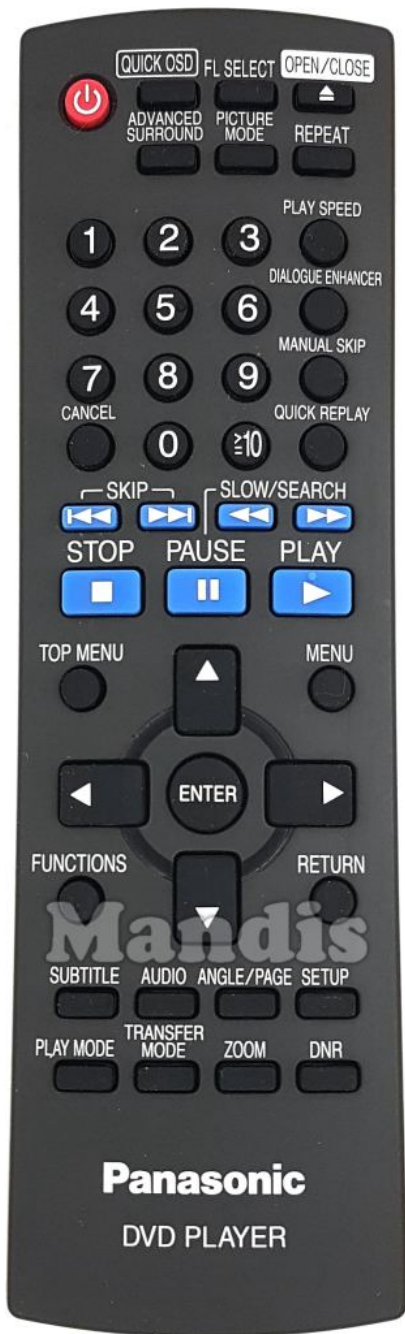 QUICK OSD FL SELECT OPEN/CLOSE
ADVANCED SURROUND
PICTURE MODE
REPEAT
PLAY SPEED
1 2 3
DIALOGUE ENHANCER
4 5 6
MANUAL SKIP
7 8 9
CANCEL QUICK REPLAY
0 ≧10
SKIP SLOW/SEARCH
STOP PAUSE PLAY
TOP MENU MENU
ENTER
FUNCTIONS RETURN
Mandis
SUBTITLE AUDIO ANGLE/PAGE SETUP
PLAY MODE TRANSFER MODE ZOOM DNR
Panasonic
DVD PLAYER